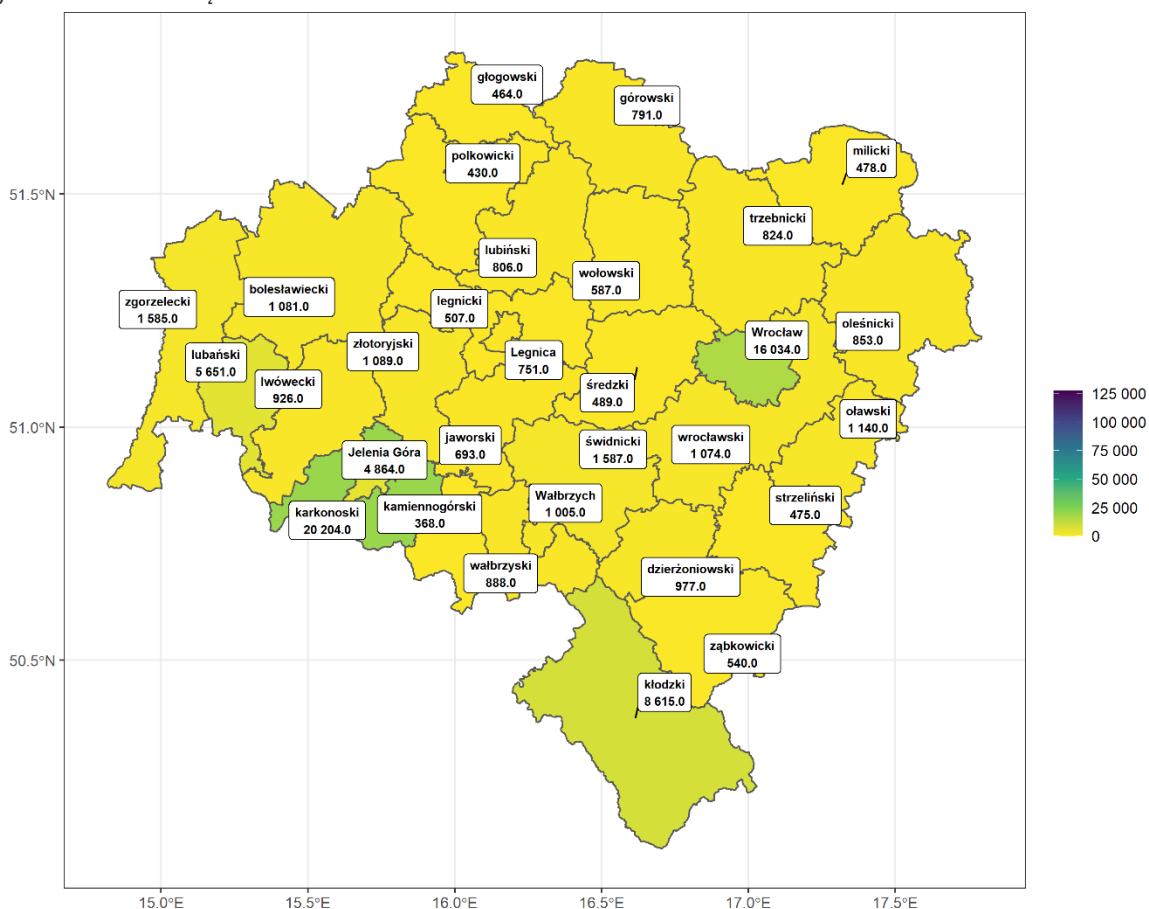 głogowski
464.0
górowski
791.0
milicki
478.0
polkowicki
430.0
51.5°N
trzebnicki
824.0
lubiński
806.0
wołowski
587.0
bolesławiecki
1 081.0
zgorzelecki
1 585.0
legnicki
507.0
oleśnicki
853.0
Wrocław
16 034.0
złotoryjski
1 089.0
Legnica
751.0
lubański
5 651.0
lwówecki
926.0
średzki
489.0
oławski
1 140.0
51.0°N
jaworski
693.0
świdnicki
1 587.0
wrocławski
1 074.0
Jelenia Góra
4 864.0
strzeliński
475.0
Wałbrzych
1 005.0
kamiennogórski
368.0
karkonoski
20 204.0
wałbrzyski
888.0
dzierżoniowski
977.0
50.5°N
ząbkowicki
540.0
kłodzki
8 615.0
125 000
100 000
75 000
50 000
25 000
0
15.0°E
15.5°E
16.0°E
16.5°E
17.0°E
17.5°E